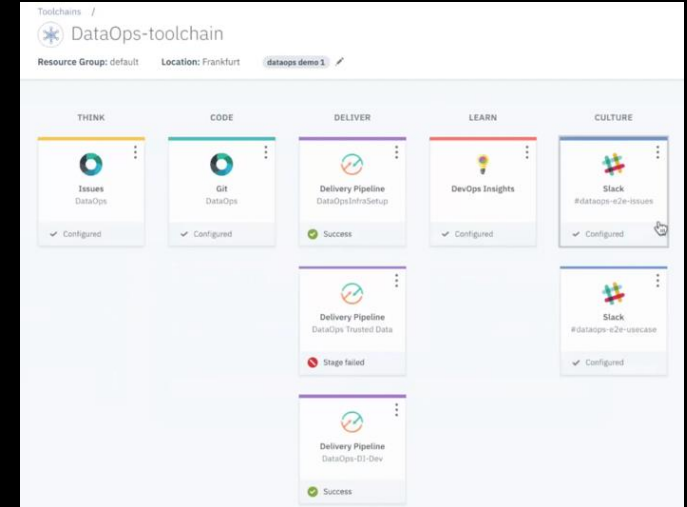 Toolchains /
DataOps-toolchain
Resource Group: default Location: Frankfurt dataops demo 1
THINK CODE DELIVER LEARN CULTURE
Issues
DataOps
Configured
Git
DataOps
Configured
Delivery Pipeline
DataOpsInfraSetup
Success
DevOps Insights
Configured
Slack
#dataops-e2e-issues
Configured
Delivery Pipeline
DataOps Trusted Data
Stage failed
Slack
#dataops-e2e-usecase
Configured
Delivery Pipeline
DataOps-DI-Dev
Success